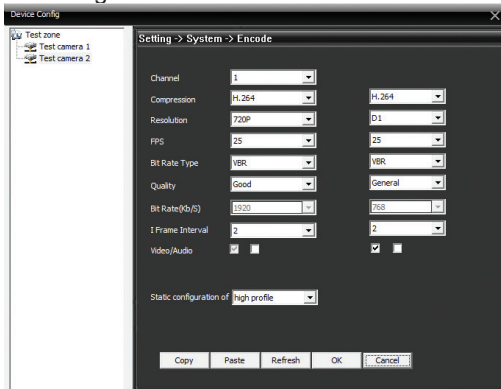 Device Config
Test zone
Test camera 1
Test camera 2
Setting -> System -> Encode
Channel 1
Compression H.264 H.264
Resolution 720P D1
FPS 25 25
Bit Rate Type VBR VBR
Quality Good General
Bit Rate(Kb/S) 1920 768
I Frame Interval 2 2
Video/Audio
Static configuration of high profile
Copy Paste Refresh OK Cancel